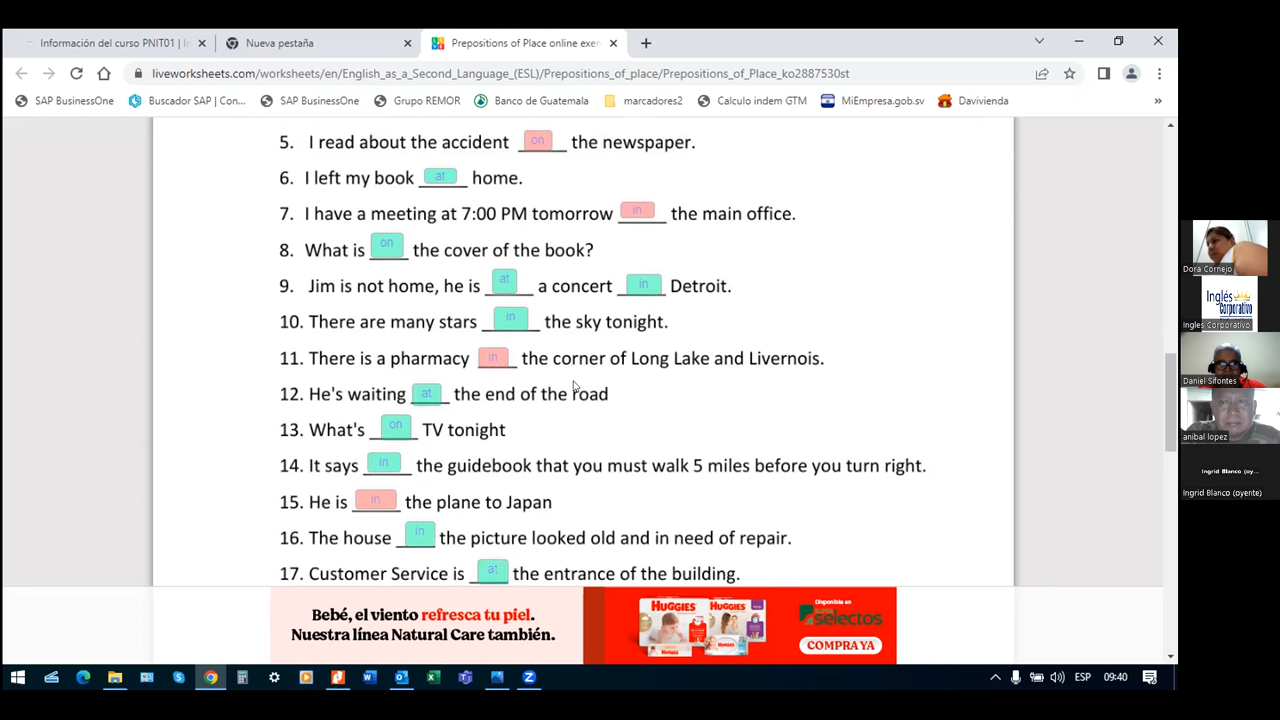 Información del curso PNIT01 | I
Nueva pestaña
Prepositions of Place online exer
liveworksheets.com/worksheets/en/English_as_a_Second_Language_(ESL)/Prepositions_of_place/Prepositions_of_Place_ko2887530st
SAP BusinessOne
Buscador SAP | Con...
SAP BusinessOne
Grupo REMOR
Banco de Guatemala
marcadores2
Calculo indem GTM
MiEmpresa.gob.sv
Davivienda
5. I read about the accident on the newspaper.
6. I left my book at home.
7. I have a meeting at 7:00 PM tomorrow in the main office.
8. What is on the cover of the book?
9. Jim is not home, he is at a concert in Detroit.
10. There are many stars in the sky tonight.
11. There is a pharmacy in the corner of Long Lake and Livernois.
12. He's waiting at the end of the road
13. What's on TV tonight
14. It says in the guidebook that you must walk 5 miles before you turn right.
15. He is in the plane to Japan
16. The house in the picture looked old and in need of repair.
17. Customer Service is at the entrance of the building.
Bebé, el viento refresca tu piel.
Nuestra línea Natural Care también.
HUGGIES
HUGGIES
Disponible en
selectos
COMPRA YA
ESP
09:40
Dora Cornejo
Inglés
Corporativo
Ingles Corporativo
Daniel Sifontes
anibal lopez
Ingrid Blanco (oy...
Ingrid Blanco (oyente)